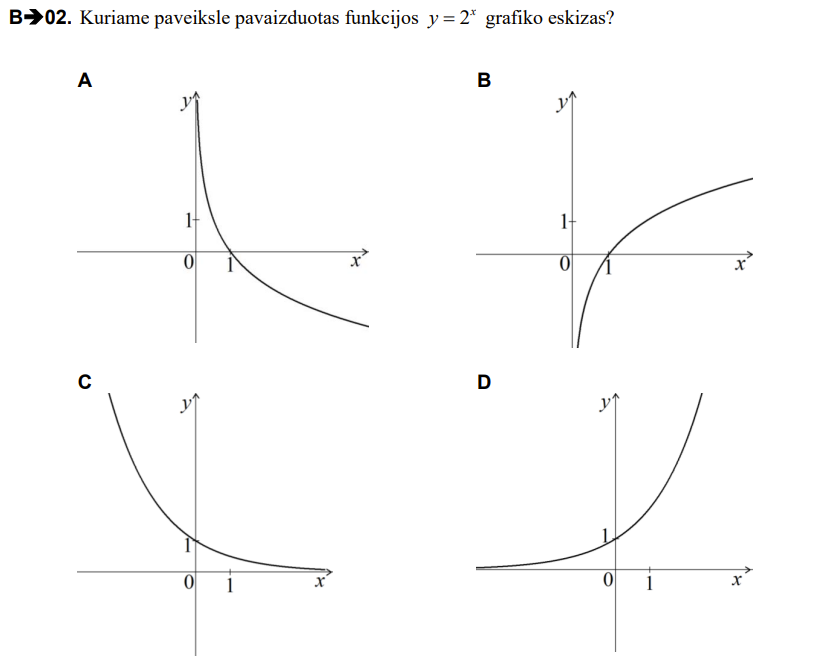 B➔02. Kuriame paveiksle pavaizduotas funkcijos y = 2ˣ grafiko eskizas?
A
B
y
1
0
1
x
y
1
0
1
x
C
D
y
1
0
1
x
y
1
0
1
x